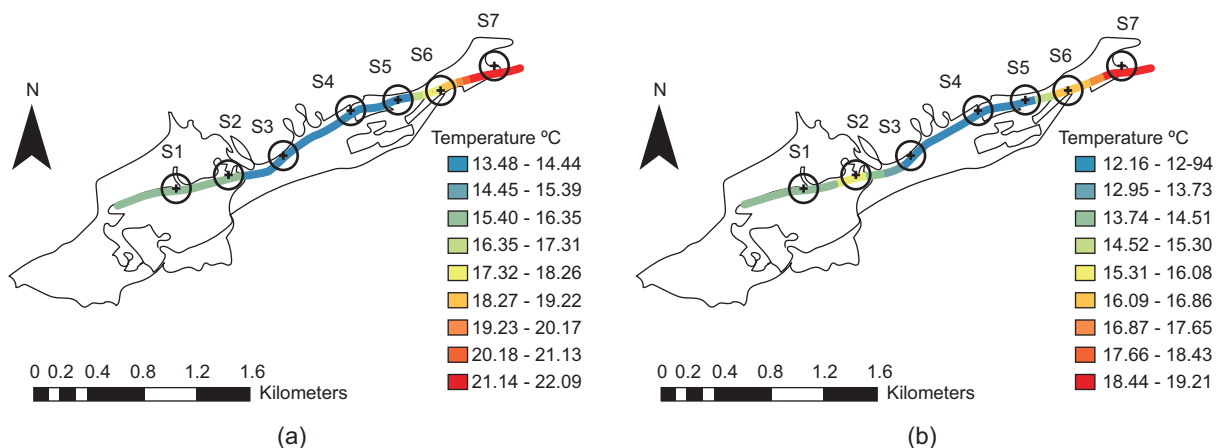 S7
S6
S5
S4
S3
S2
S1
N
Temperature ºC
13.48 - 14.44
14.45 - 15.39
15.40 - 16.35
16.35 - 17.31
17.32 - 18.26
18.27 - 19.22
19.23 - 20.17
20.18 - 21.13
21.14 - 22.09
0 0.2 0.4 0.8 1.2 1.6
Kilometers
(a)
S7
S6
S5
S4
S3
S2
S1
N
Temperature ºC
12.16 - 12-94
12.95 - 13.73
13.74 - 14.51
14.52 - 15.30
15.31 - 16.08
16.09 - 16.86
16.87 - 17.65
17.66 - 18.43
18.44 - 19.21
0 0.2 0.4 0.8 1.2 1.6
Kilometers
(b)